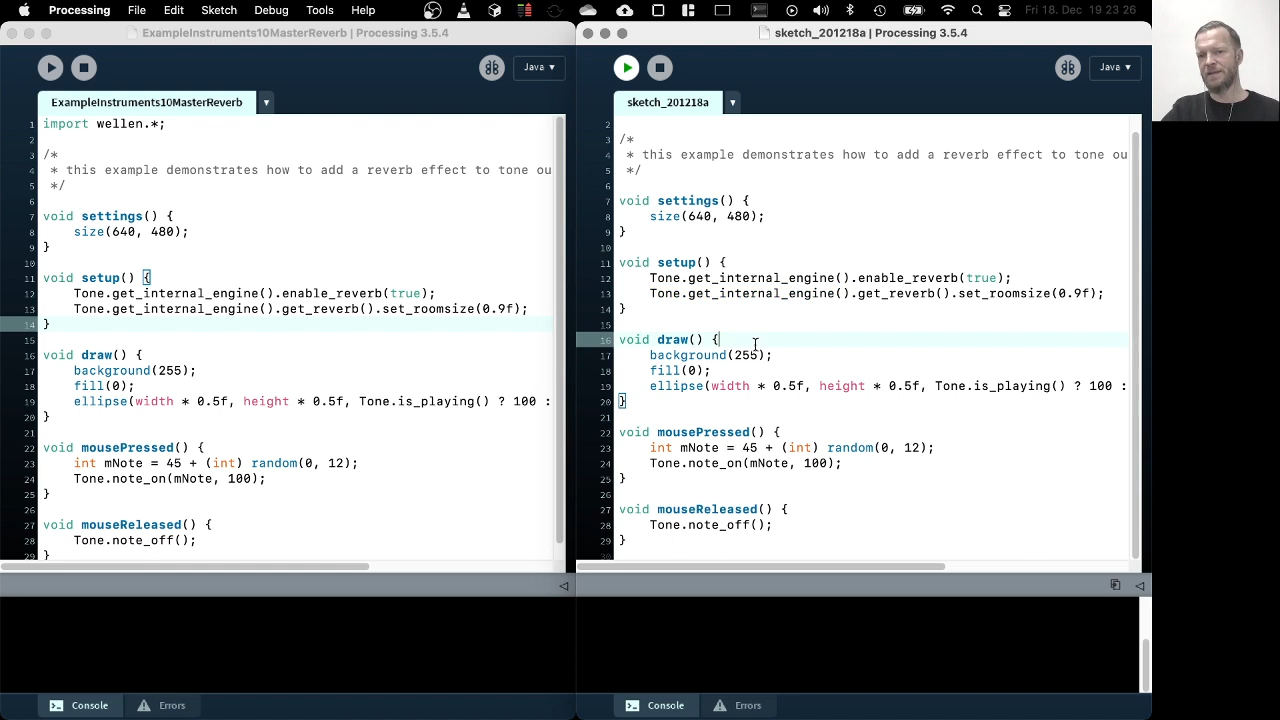 Processing File Edit Sketch Debug Tools Help Fri 18. Dec 19 23 26
ExampleInstruments10MasterReverb | Processing 3.5.4
Java ▾
ExampleInstruments10MasterReverb ▾
1 import wellen.*;
2
3 /*
4 * this example demonstrates how to add a reverb effect to tone ou
5 */
6
7 void settings() {
8 size(640, 480);
9 }
10
11 void setup() {
12 Tone.get_internal_engine().enable_reverb(true);
13 Tone.get_internal_engine().get_reverb().set_roomsize(0.9f);
14 }
15
16 void draw() {
17 background(255);
18 fill(0);
19 ellipse(width * 0.5f, height * 0.5f, Tone.is_playing() ? 100 :
20 }
21
22 void mousePressed() {
23 int mNote = 45 + (int) random(0, 12);
24 Tone.note_on(mNote, 100);
25 }
26
27 void mouseReleased() {
28 Tone.note_off();
29 }
Console Errors
sketch_201218a | Processing 3.5.4
Java ▾
sketch_201218a ▾
2
3 /*
4 * this example demonstrates how to add a reverb effect to tone ou
5 */
6
7 void settings() {
8 size(640, 480);
9 }
10
11 void setup() {
12 Tone.get_internal_engine().enable_reverb(true);
13 Tone.get_internal_engine().get_reverb().set_roomsize(0.9f);
14 }
15
16 void draw() {
17 background(255);
18 fill(0);
19 ellipse(width * 0.5f, height * 0.5f, Tone.is_playing() ? 100 :
20 }
21
22 void mousePressed() {
23 int mNote = 45 + (int) random(0, 12);
24 Tone.note_on(mNote, 100);
25 }
26
27 void mouseReleased() {
28 Tone.note_off();
29 }
30
Console Errors